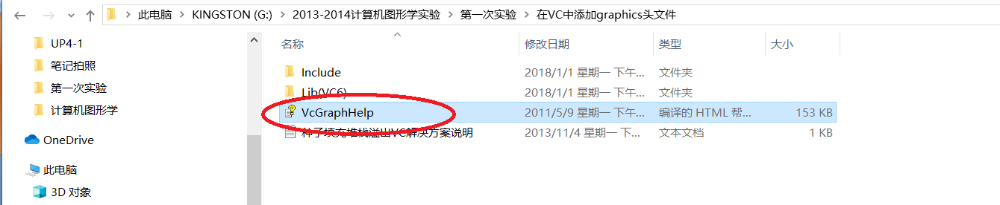 此电脑 › KINGSTON (G:) › 2013-2014计算机图形学实验 › 第一次实验 › 在VC中添加graphics头文件
UP4-1
笔记拍照
第一次实验
计算机图形学
OneDrive
此电脑
3D 对象
名称 修改日期 类型 大小
Include 2018/1/1 星期一 下午... 文件夹
Lib(VC6) 2018/1/1 星期一 下午... 文件夹
VcGraphHelp 2011/5/9 星期一 下午... 编译的 HTML 帮... 153 KB
种子填充堆栈溢出VC解决方案说明 2013/11/4 星期一 下... 文本文档 1 KB